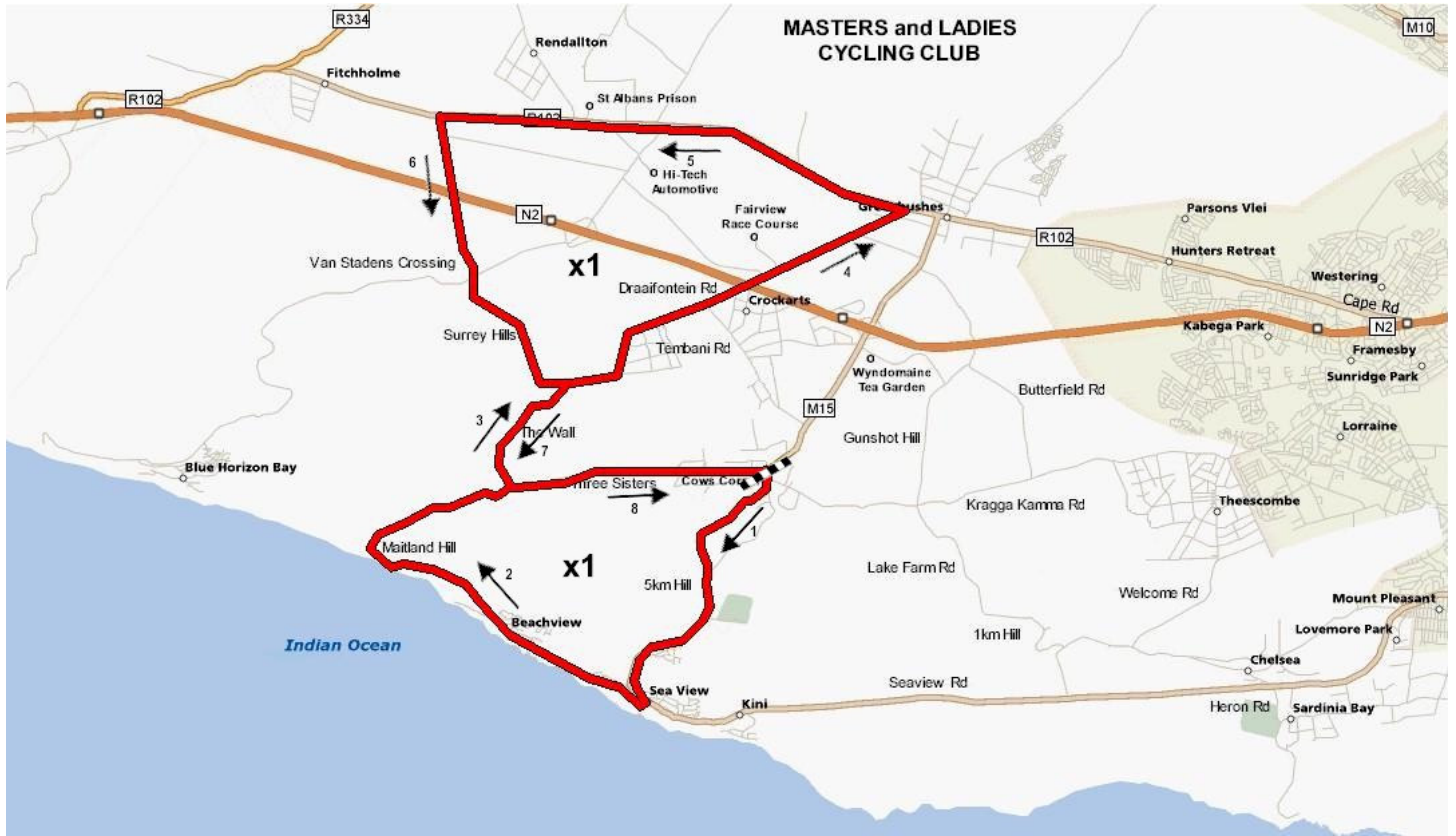 MASTERS and LADIES
CYCLING CLUB
R334
M10
Rendallton
Fitchholme
R102
St Albans Prison
R102
5
6
Hi-Tech
Automotive
Fairview
Race Course
Greenbushes
N2
R102
Parsons Vlei
Hunters Retreat
Westering
Van Stadens Crossing
x1
4
Draaifontein Rd
Crockarts
Cape Rd
N2
Kabega Park
Surrey Hills
Tembani Rd
Framesby
Wyndomaine
Tea Garden
Sunridge Park
Butterfield Rd
M15
3
The Wall
Gunshot Hill
Lorraine
7
Blue Horizon Bay
Three Sisters
Cows
8
Kragga Kamma Rd
Theescombe
1
Maitland Hill
x1
2
5km Hill
Lake Farm Rd
Welcome Rd
Mount Pleasant
Beachview
1km Hill
Lovemore Park
Indian Ocean
Chelsea
Seaview Rd
Sea View
Kini
Heron Rd
Sardinia Bay